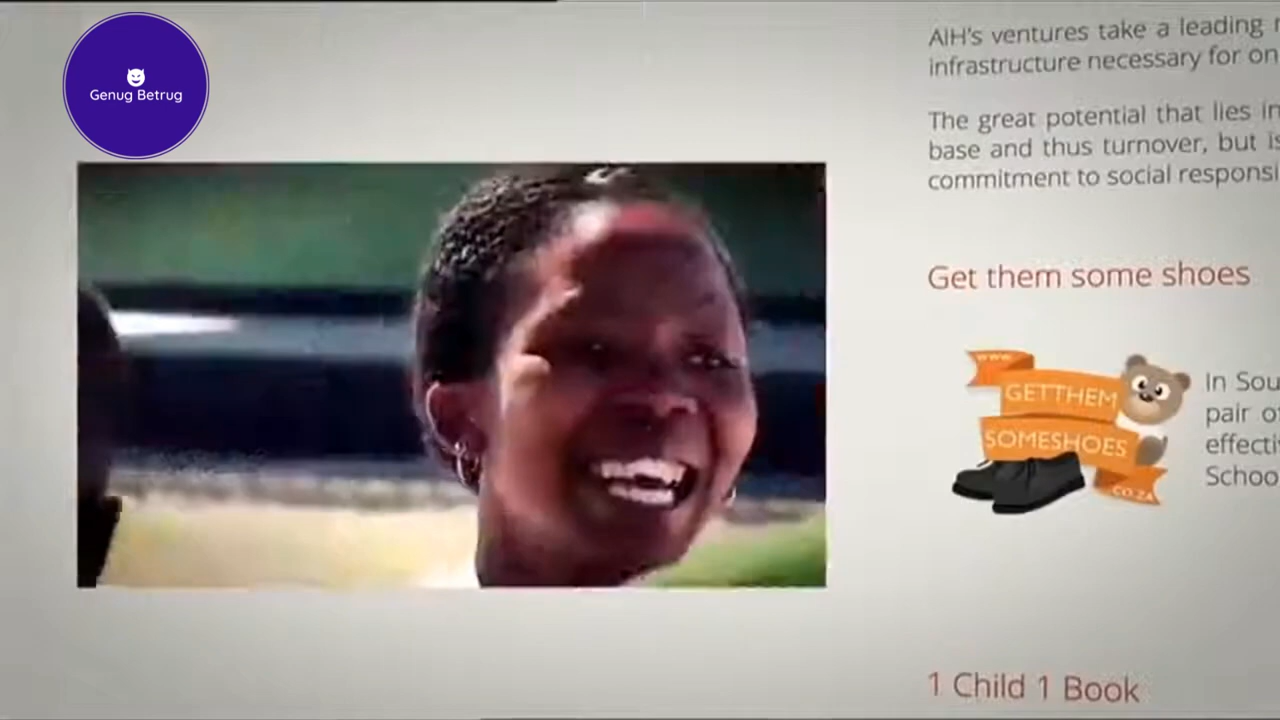 Genug Betrug
AIH's ventures take a leading
infrastructure necessary for on
The great potential that lies in
base and thus turnover, but is
commitment to social responsi
Get them some shoes
www.
GETTHEM
SOMESHOES
.CO.ZA
In Sou
pair of
effecti
Schoo
1 Child 1 Book